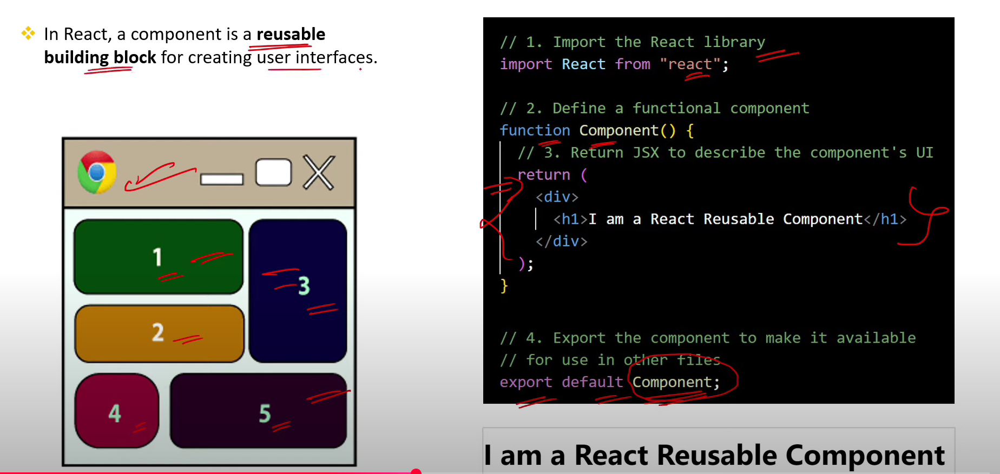 In React, a component is a reusable
building block for creating user interfaces.
1
2
3
4
5
// 1. Import the React library
import React from "react";
// 2. Define a functional component
function Component() {
// 3. Return JSX to describe the component's UI
return (
<div>
<h1>I am a React Reusable Component</h1>
</div>
);
}
// 4. Export the component to make it available
// for use in other files
export default Component;
I am a React Reusable Component